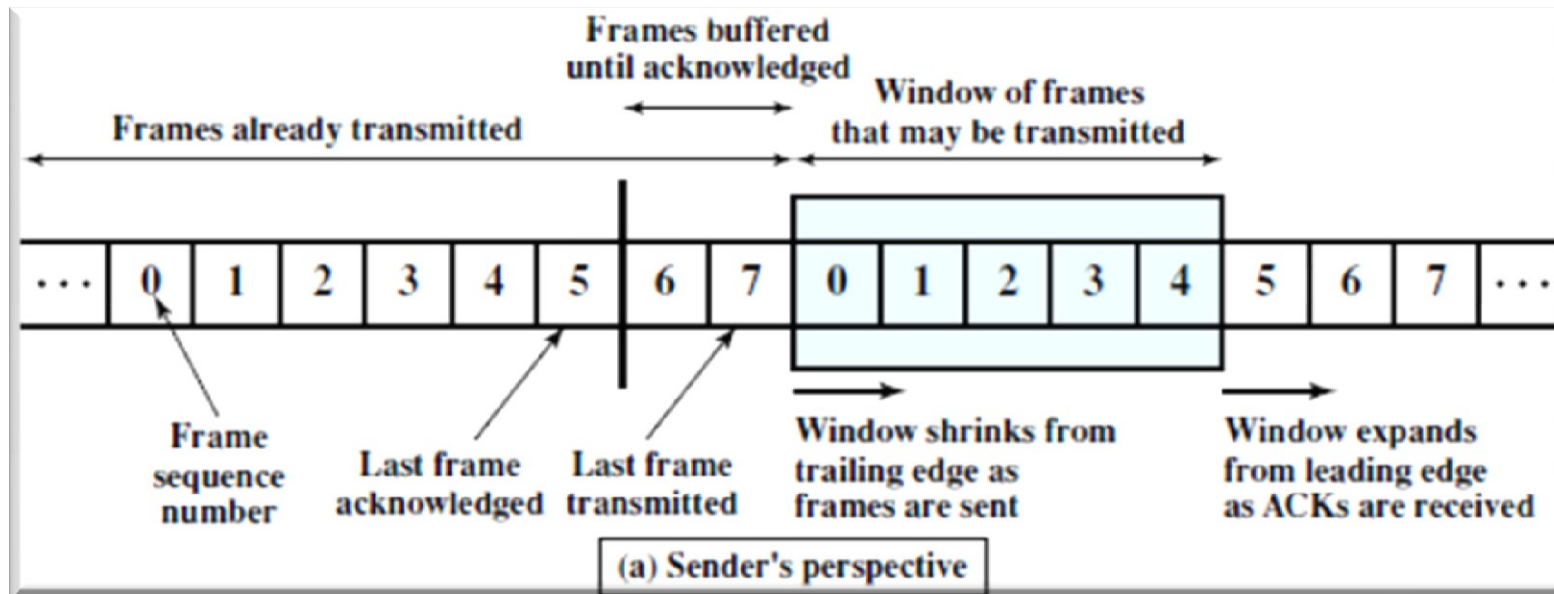 Frames buffered
until acknowledged
Window of frames
that may be transmitted
Frames already transmitted
··· 0 1 2 3 4 5 6 7 0 1 2 3 4 5 6 7 ···
Frame
sequence
number
Last frame
acknowledged
Last frame
transmitted
Window shrinks from
trailing edge as
frames are sent
Window expands
from leading edge
as ACKs are received
(a) Sender's perspective